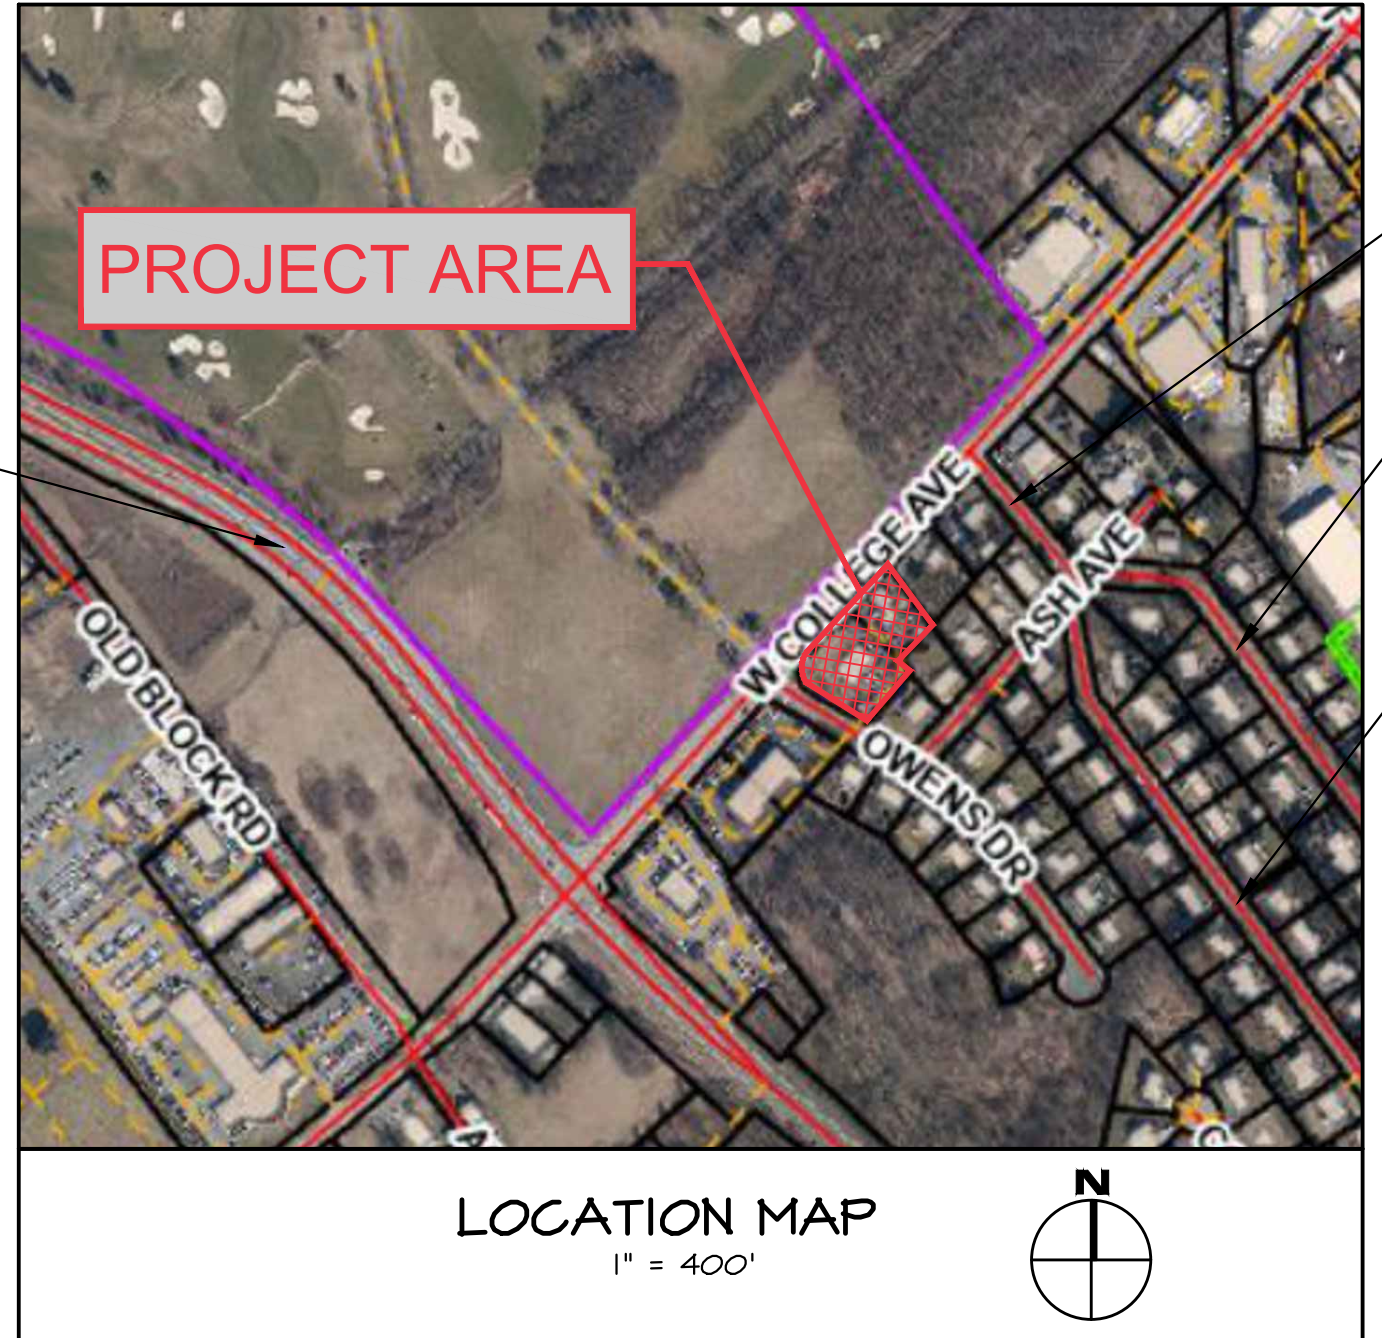 PROJECT AREA
W COLLEGE AVE
ASH AVE
OLD BLOCK RD
OWENS DR
LOCATION MAP
1" = 400'
N